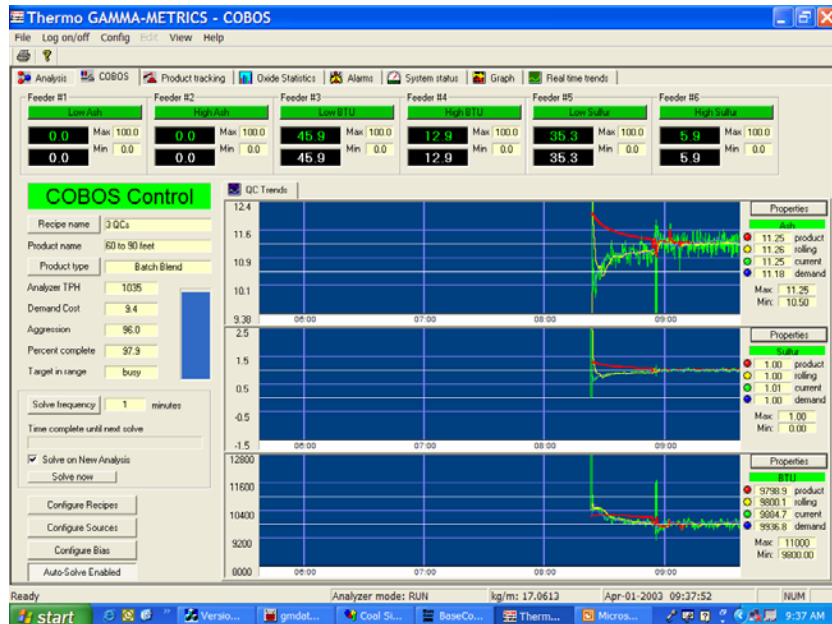 Thermo GAMMA-METRICS - COBOS
File Log on/off Config Edit View Help
Analysis COBOS Product tracking Oxide Statistics Alarms System status Graph Real time trends
Feeder #1 Feeder #2 Feeder #3 Feeder #4 Feeder #5 Feeder #6
Low Ash High Ash Low BTU High BTU Low Sulfur High Sulfur
0.0 Max 100.0 0.0 Max 100.0 45.9 Max 100.0 12.9 Max 100.0 35.3 Max 100.0 5.9 Max 100.0
0.0 Min 0.0 0.0 Min 0.0 45.9 Min 0.0 12.9 Min 0.0 35.3 Min 0.0 5.9 Min 0.0
COBOS Control
Recipe name 3 QCs
Product name 60 to 90 feet
Product type Batch Blend
Analyzer TPH 1035
Demand Cost 9.4
Aggression 96.0
Percent complete 97.9
Target in range busy
Solve frequency 1 minutes
Time complete until next solve
Solve on New Analysis
Solve now
Configure Recipes
Configure Sources
Configure Bias
Auto-Solve Enabled
QC Trends
12.4
11.6
10.9
10.1
9.38
06:00 07:00 08:00 09:00
Properties
Ash
11.25 product
11.26 rolling
11.25 current
11.18 demand
Max: 11.25
Min: 10.50
2.5
1.5
0.5
-0.5
-1.5
06:00 07:00 08:00 09:00
Properties
Sulfur
1.00 product
1.00 rolling
1.01 current
1.00 demand
Max: 1.00
Min: 0.00
12800
11600
10400
9200
8000
06:00 07:00 08:00 09:00
Properties
BTU
9798.9 product
9800.1 rolling
9884.7 current
9936.8 demand
Max: 11000
Min: 9800.00
Ready Analyzer mode: RUN kg/m: 17.0613 Apr-01-2003 09:37:52 NUM
start Versio... gmdat... Coal Si... BaseCo... Therm... Micros... 9:37 AM